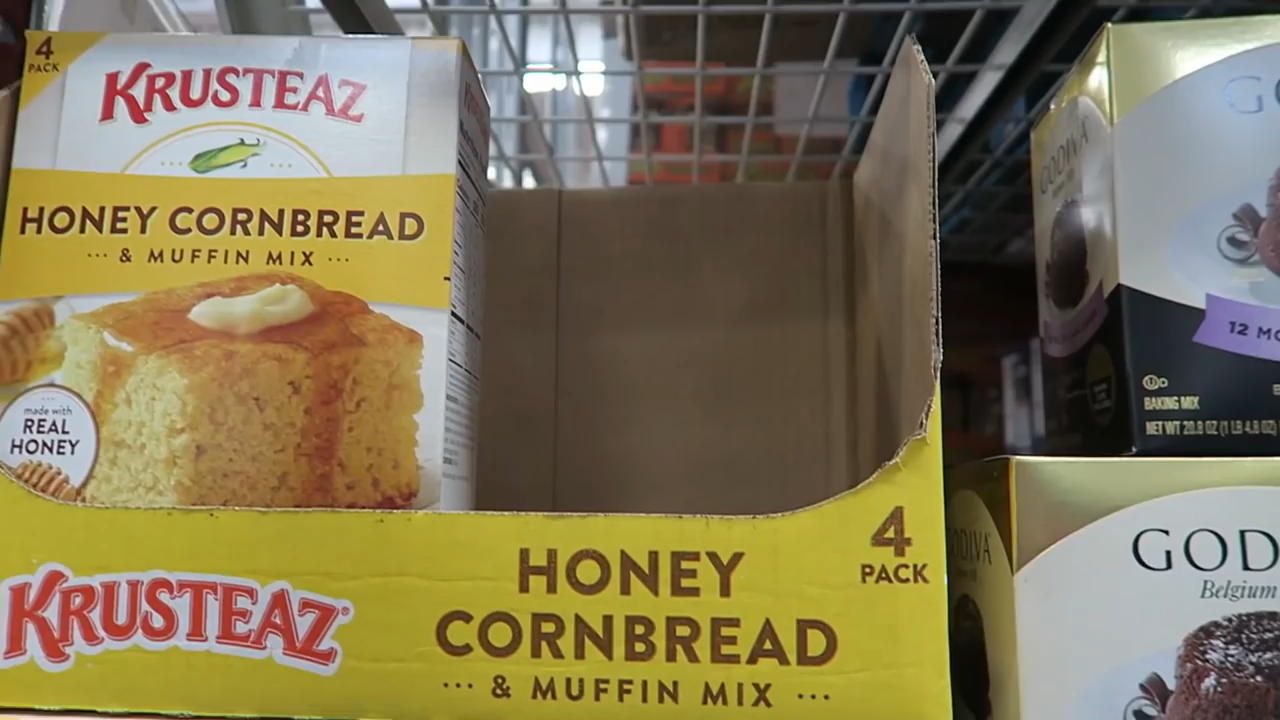 4
PACK
KRUSTEAZ
HONEY CORNBREAD
··· & MUFFIN MIX ···
made with
REAL
HONEY
KRUSTEAZ®
HONEY
CORNBREAD
··· & MUFFIN MIX ···
4
PACK
GODIVA
12
BAKING MIX
NET WT 20.8 OZ (1 LB 4.8 OZ)
GODIVA
GOD
Belgium